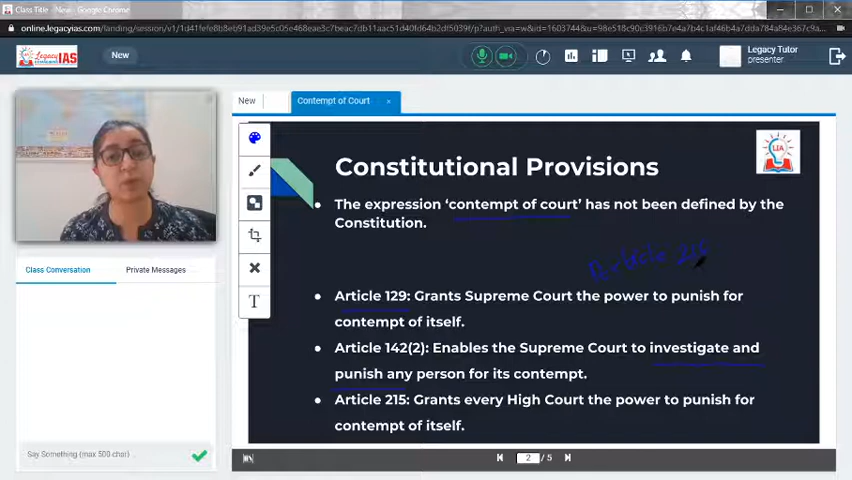 Class Title - New - Google Chrome
New
Legacy Tutor
presenter
New
Contempt of Court
×
LIA
Constitutional Provisions
• The expression ‘contempt of court’ has not been defined by the
Constitution.
Article 215
• Article 129: Grants Supreme Court the power to punish for
contempt of itself.
• Article 142(2): Enables the Supreme Court to investigate and
punish any person for its contempt.
• Article 215: Grants every High Court the power to punish for
contempt of itself.
T
Class Conversation
Private Messages
Say Something (max 500 char)
2 / 5